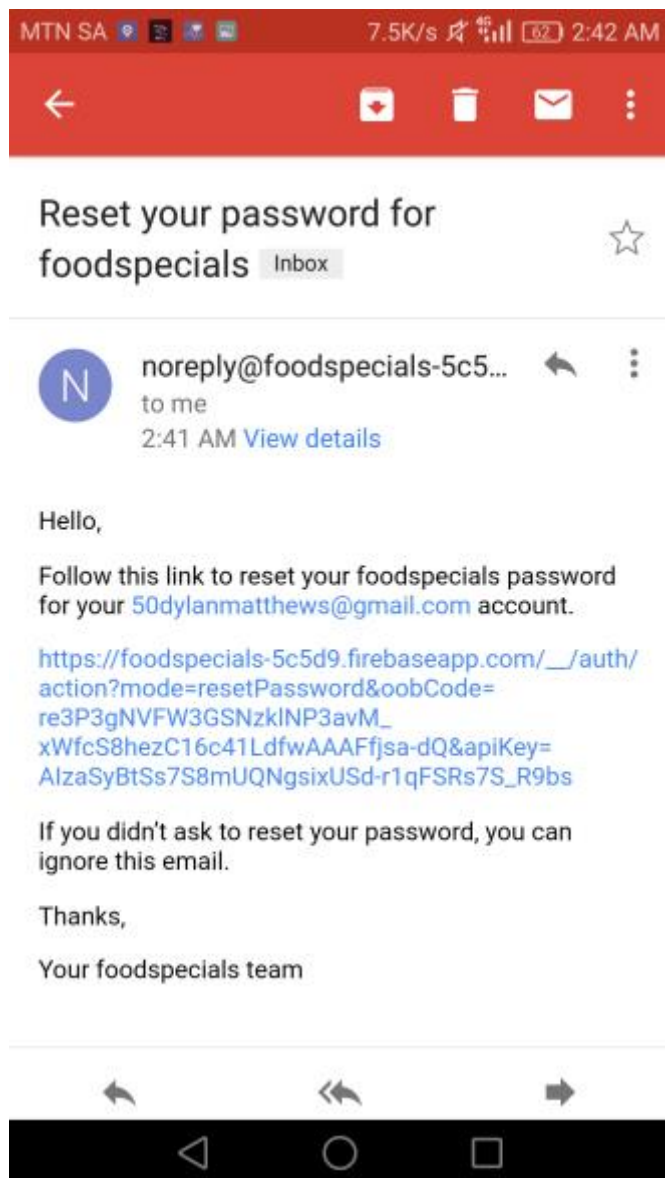 MTN SA 7.5K/s 4G 62 2:42 AM
Reset your password for
foodspecials Inbox
N
noreply@foodspecials-5c5...
to me
2:41 AM View details
Hello,
Follow this link to reset your foodspecials password
for your 50dylanmatthews@gmail.com account.
https://foodspecials-5c5d9.firebaseapp.com/__/auth/
action?mode=resetPassword&oobCode=
re3P3gNVFW3GSNzklNP3avM_
xWfcS8hezC16c41LdfwAAAFfjsa-dQ&apiKey=
AIzaSyBtSs7S8mUQNgsixUSd-r1qFSRs7S_R9bs
If you didn't ask to reset your password, you can
ignore this email.
Thanks,
Your foodspecials team